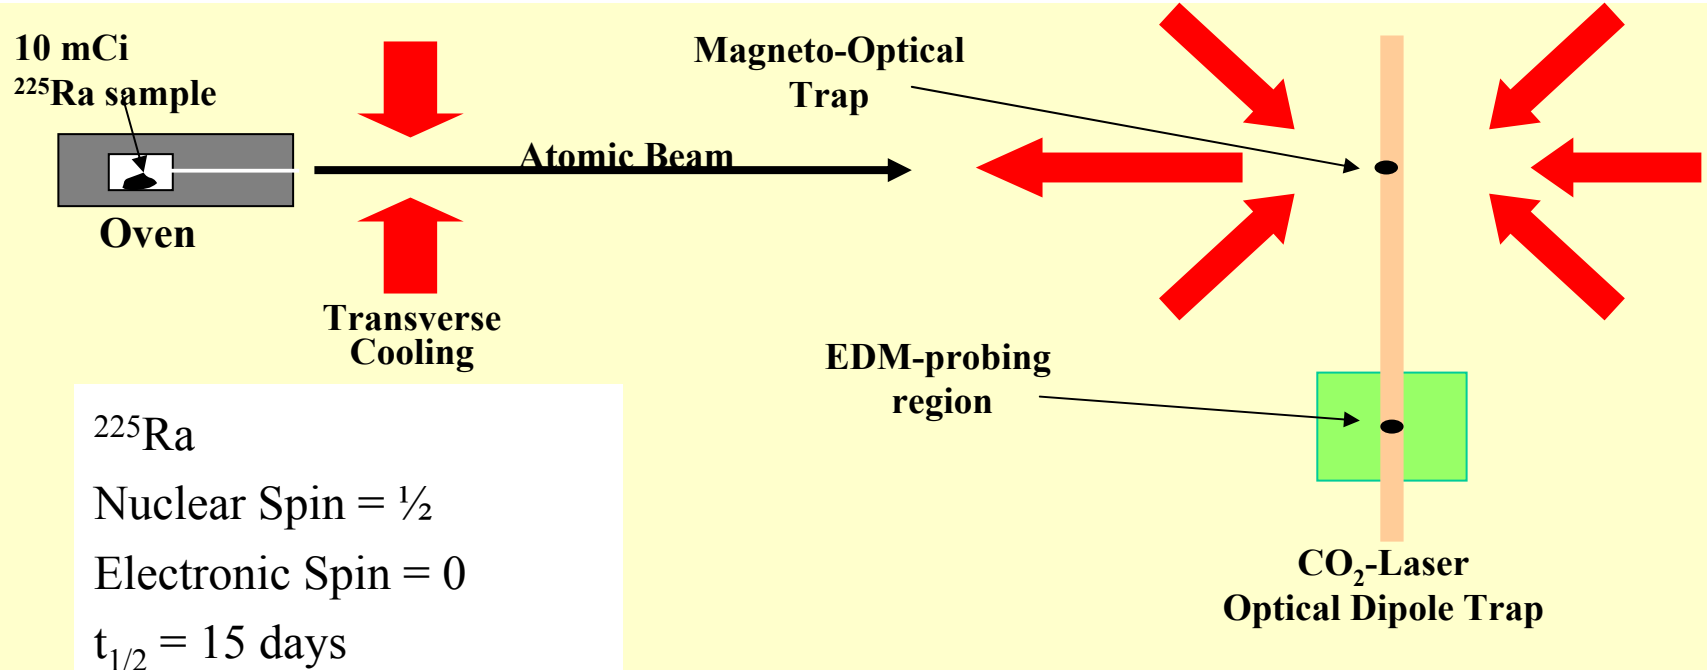 10 mCi
²²⁵Ra sample
Oven
Transverse
Cooling
Atomic Beam
Magneto-Optical
Trap
EDM-probing
region
CO₂-Laser
Optical Dipole Trap
²²⁵Ra
Nuclear Spin = ½
Electronic Spin = 0
t₁/₂ = 15 days